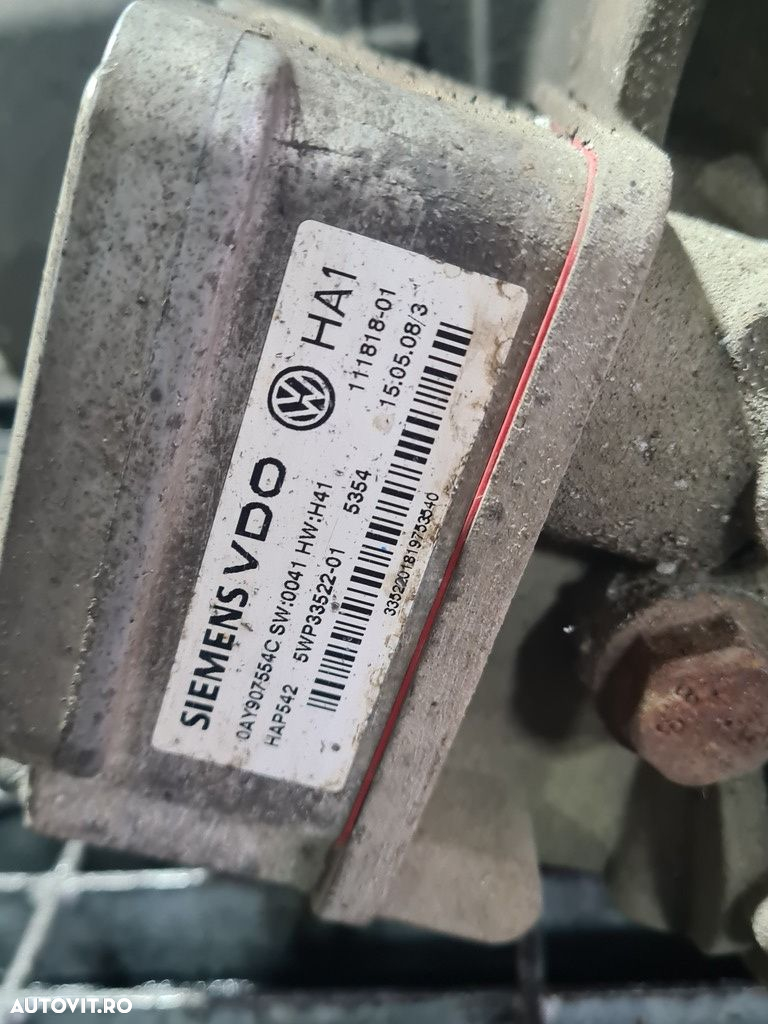 SIEMENS VDO HA1
0AY907554C SW:0041 HW:H41 111818-01
HAP542 5WP33522-01 5354 15.05.08/3
3352201819753540
AUTOVIT.RO